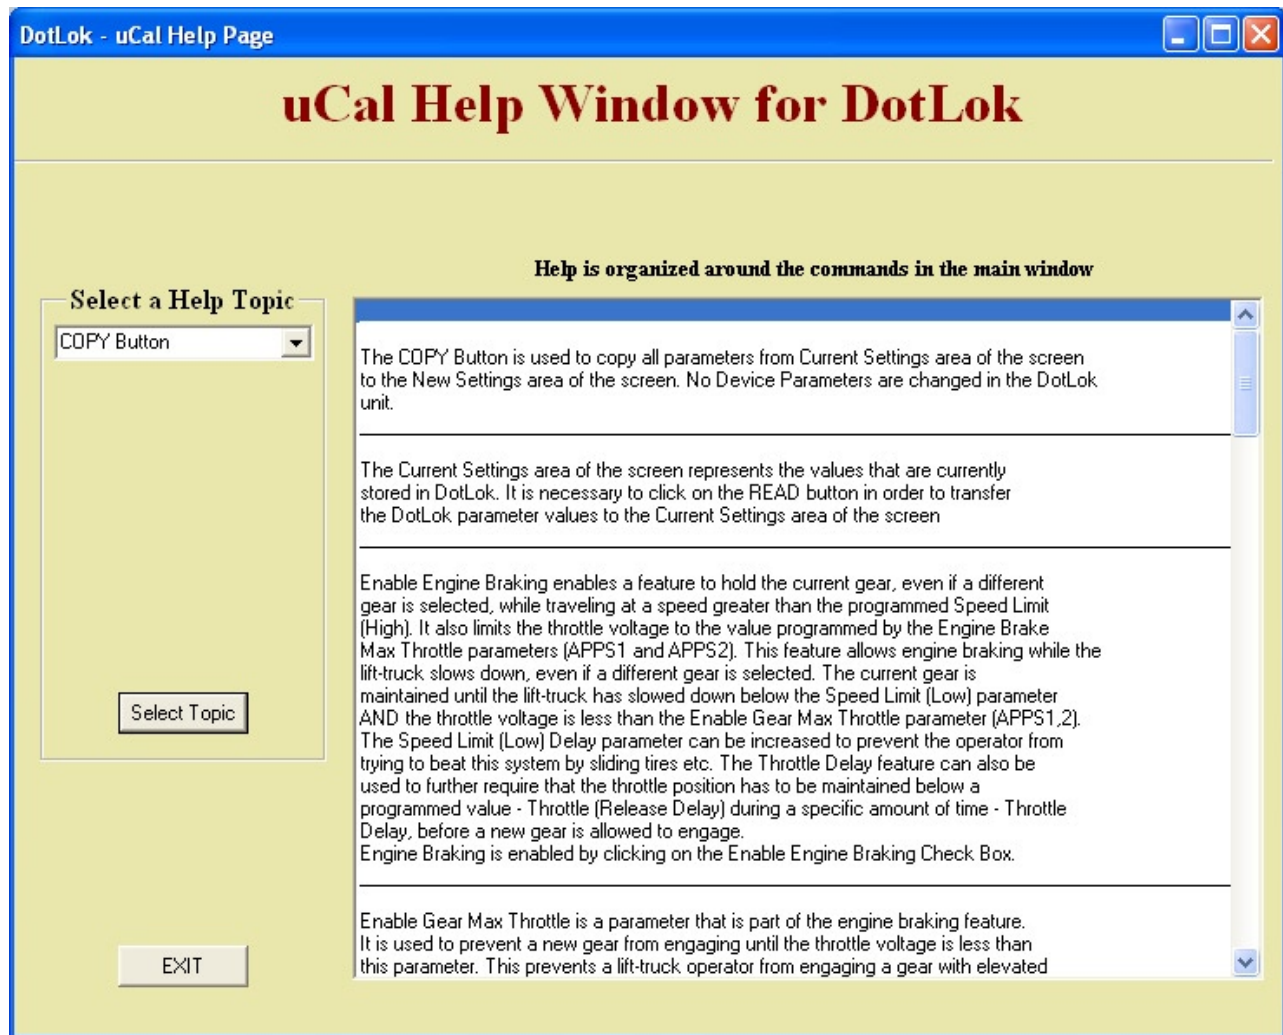 DotLok - uCal Help Page
uCal Help Window for DotLok
Help is organized around the commands in the main window
Select a Help Topic
COPY Button
Select Topic
EXIT
The COPY Button is used to copy all parameters from Current Settings area of the screen
to the New Settings area of the screen. No Device Parameters are changed in the DotLok
unit.
The Current Settings area of the screen represents the values that are currently
stored in DotLok. It is necessary to click on the READ button in order to transfer
the DotLok parameter values to the Current Settings area of the screen
Enable Engine Braking enables a feature to hold the current gear, even if a different
gear is selected, while traveling at a speed greater than the programmed Speed Limit
(High). It also limits the throttle voltage to the value programmed by the Engine Brake
Max Throttle parameters (APPS1 and APPS2). This feature allows engine braking while the
lift-truck slows down, even if a different gear is selected. The current gear is
maintained until the lift-truck has slowed down below the Speed Limit (Low) parameter
AND the throttle voltage is less than the Enable Gear Max Throttle parameter (APPS1,2).
The Speed Limit (Low) Delay parameter can be increased to prevent the operator from
trying to beat this system by sliding tires etc. The Throttle Delay feature can also be
used to further require that the throttle position has to be maintained below a
programmed value - Throttle (Release Delay) during a specific amount of time - Throttle
Delay, before a new gear is allowed to engage.
Engine Braking is enabled by clicking on the Enable Engine Braking Check Box.
Enable Gear Max Throttle is a parameter that is part of the engine braking feature.
It is used to prevent a new gear from engaging until the throttle voltage is less than
this parameter. This prevents a lift-truck operator from engaging a gear with elevated